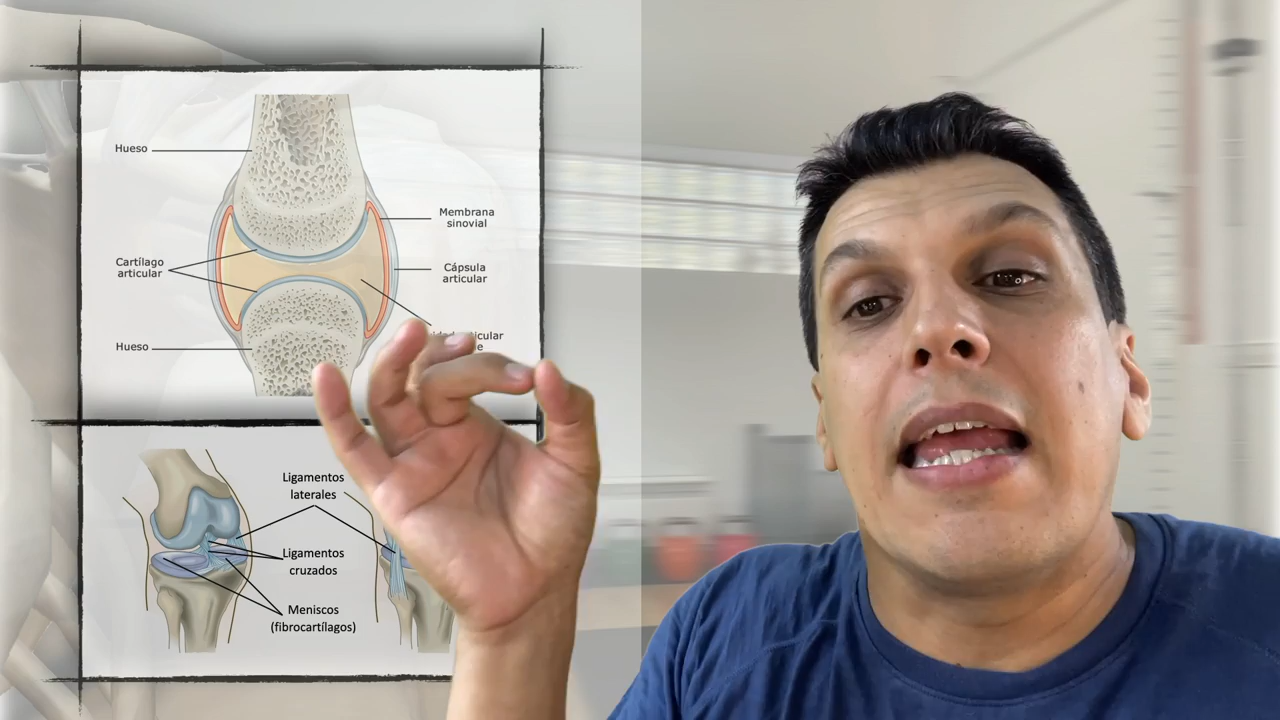 Hueso
Membrana
sinovial
Cartílago
articular
Cápsula
articular
Hueso
Ligamentos
laterales
Ligamentos
cruzados
Meniscos
(fibrocartílagos)